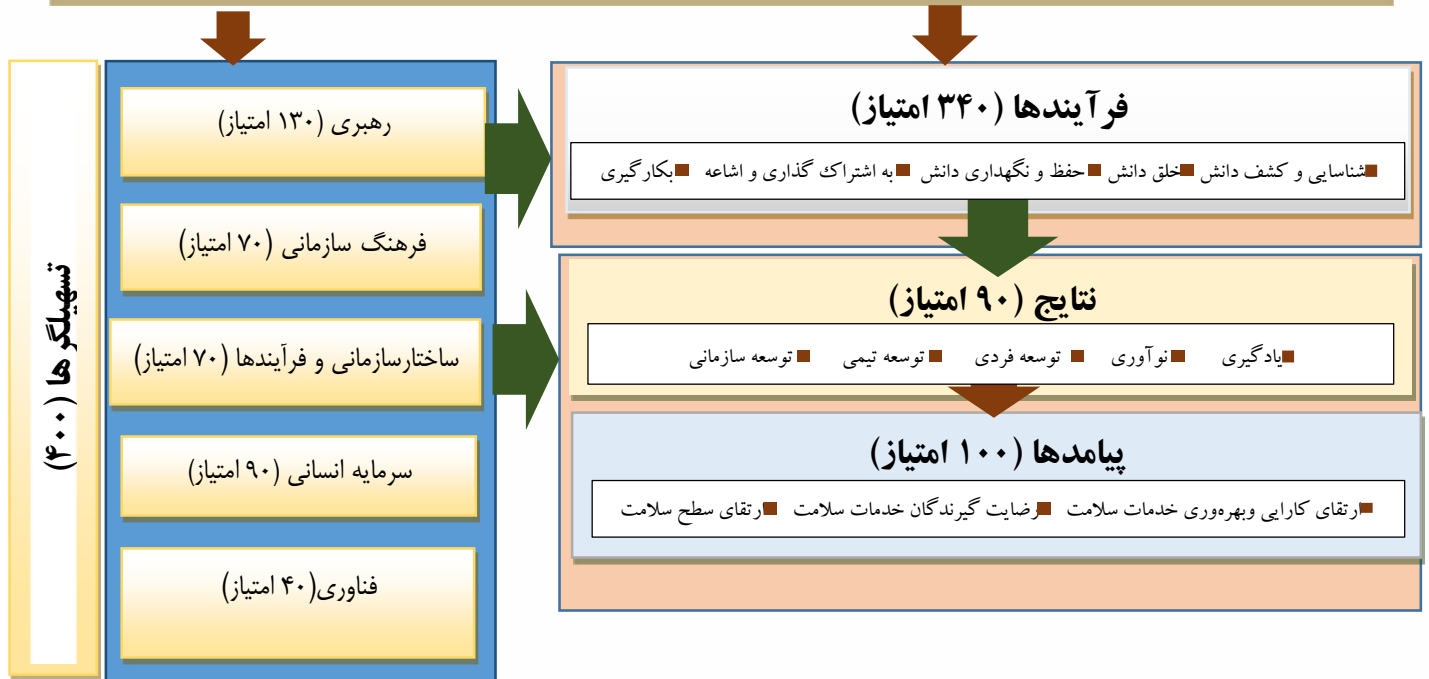 تسهیلگرها (۴۰۰)
رهبری (۱۳۰ امتیاز)
فرهنگ سازمانی (۷۰ امتیاز)
ساختارسازمانی و فرآیندها (۷۰ امتیاز)
سرمایه انسانی (۹۰ امتیاز)
فناوری(۴۰ امتیاز)
فرآیندها (۳۴۰ امتیاز)
■شناسایی و کشف دانش ■خلق دانش ■حفظ و نگهداری دانش ■به اشتراک گذاری و اشاعه ■بکارگیری
نتایج (۹۰ امتیاز)
■یادگیری ■نوآوری ■ توسعه فردی ■ توسعه تیمی ■ توسعه سازمانی
پیامدها (۱۰۰ امتیاز)
■ارتقای کارایی وبهره‌وری خدمات سلامت ■رضایت گیرندگان خدمات سلامت ■ارتقای سطح سلامت